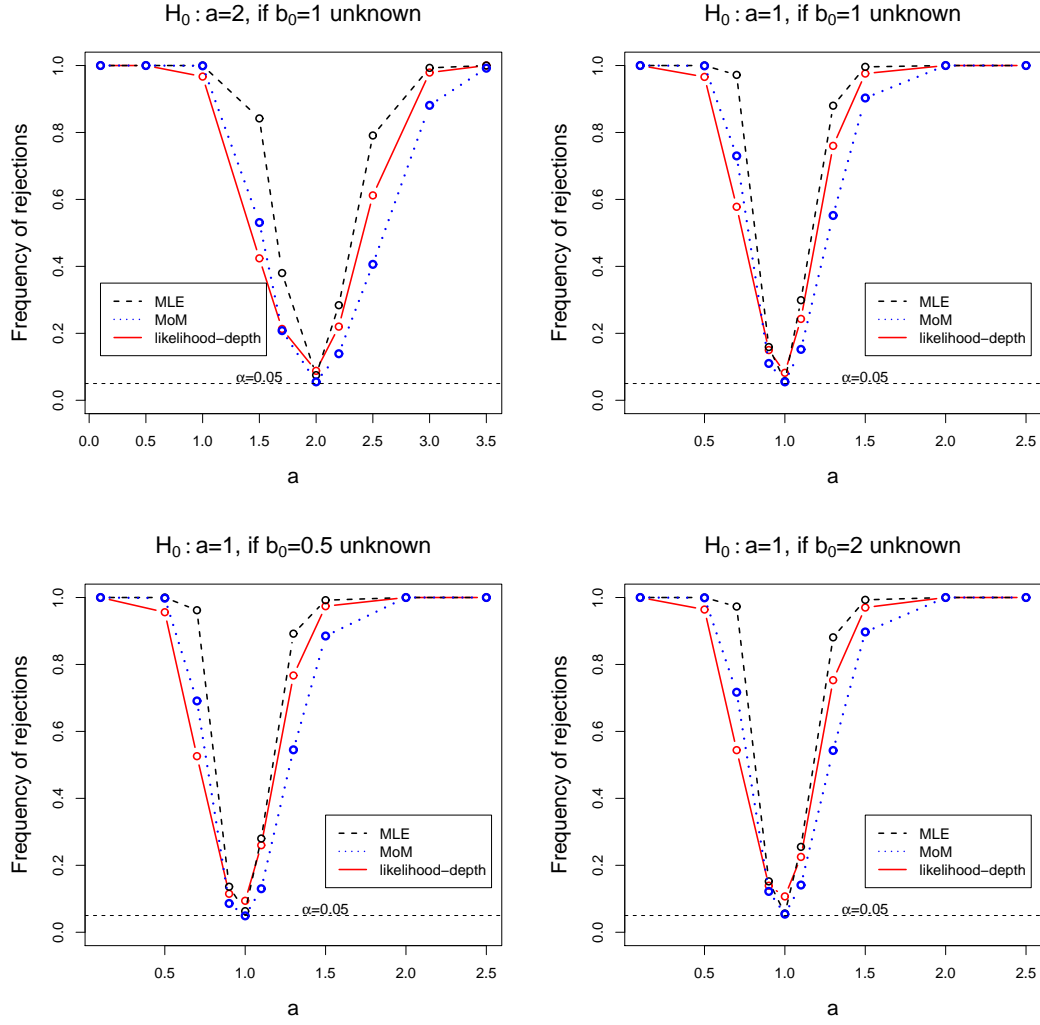 H₀ : a=2, if b₀=1 unknown
Frequency of rejections
1.0
0.8
0.6
0.4
0.2
0.0
MLE
MoM
likelihood−depth
α=0.05
0.0 0.5 1.0 1.5 2.0 2.5 3.0 3.5
a
H₀ : a=1, if b₀=1 unknown
Frequency of rejections
1.0
0.8
0.6
0.4
0.2
0.0
MLE
MoM
likelihood−depth
α=0.05
0.5 1.0 1.5 2.0 2.5
a
H₀ : a=1, if b₀=0.5 unknown
Frequency of rejections
1.0
0.8
0.6
0.4
0.2
0.0
MLE
MoM
likelihood−depth
α=0.05
0.5 1.0 1.5 2.0 2.5
a
H₀ : a=1, if b₀=2 unknown
Frequency of rejections
1.0
0.8
0.6
0.4
0.2
0.0
MLE
MoM
likelihood−depth
α=0.05
0.5 1.0 1.5 2.0 2.5
a